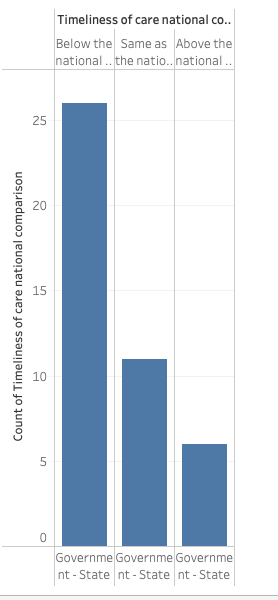 Timeliness of care national co..
Below the Same as Above the
national .. the natio.. national ..
Count of Timeliness of care national comparison
25
20
15
10
5
0
Governme Governme Governme
nt - State nt - State nt - State